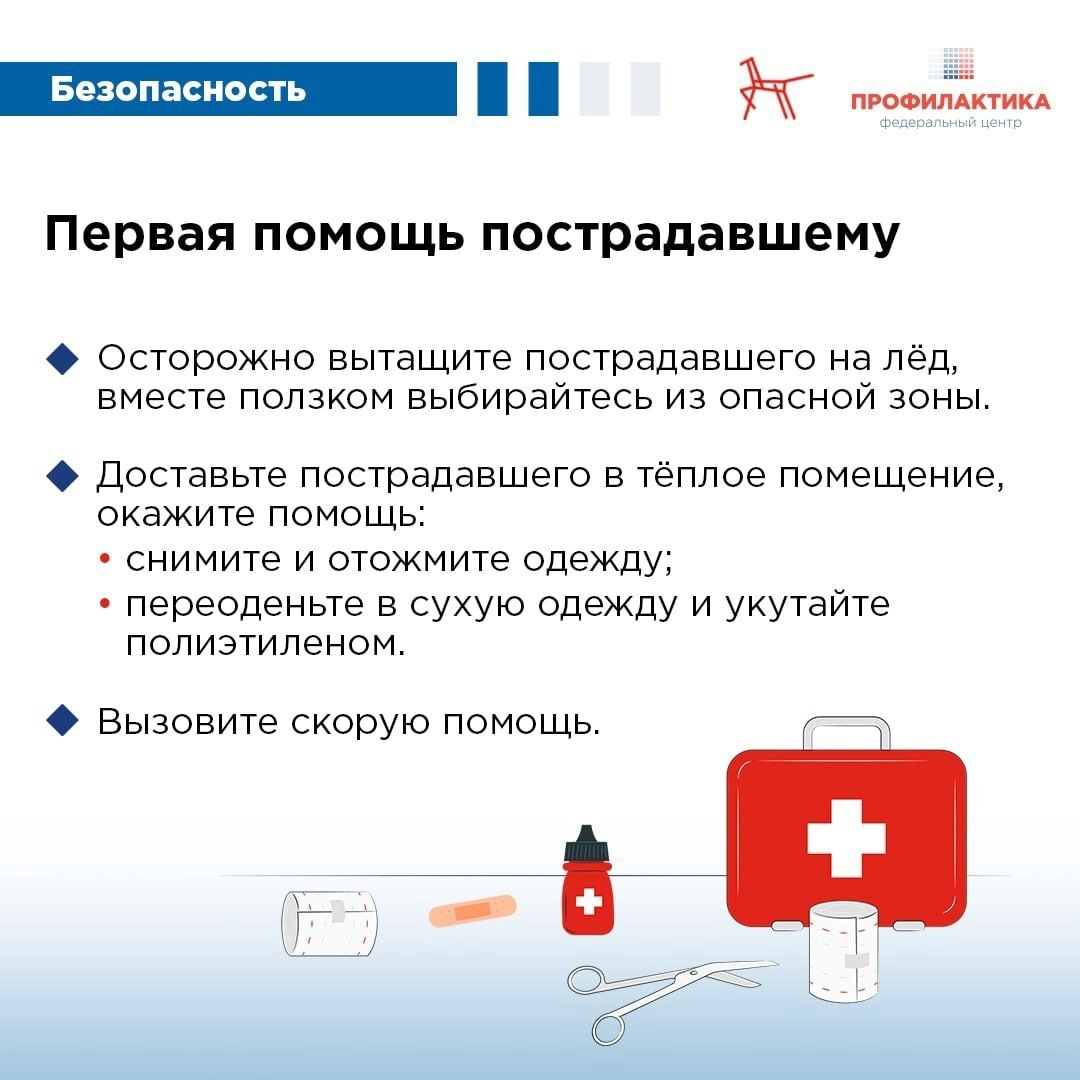 Безопасность
ПРОФИЛАКТИКА
федеральный центр
Первая помощь пострадавшему
Осторожно вытащите пострадавшего на лёд,
вместе ползком выбирайтесь из опасной зоны.
Доставьте пострадавшего в тёплое помещение,
окажите помощь:
• снимите и отожмите одежду;
• переоденьте в сухую одежду и укутайте
полиэтиленом.
Вызовите скорую помощь.